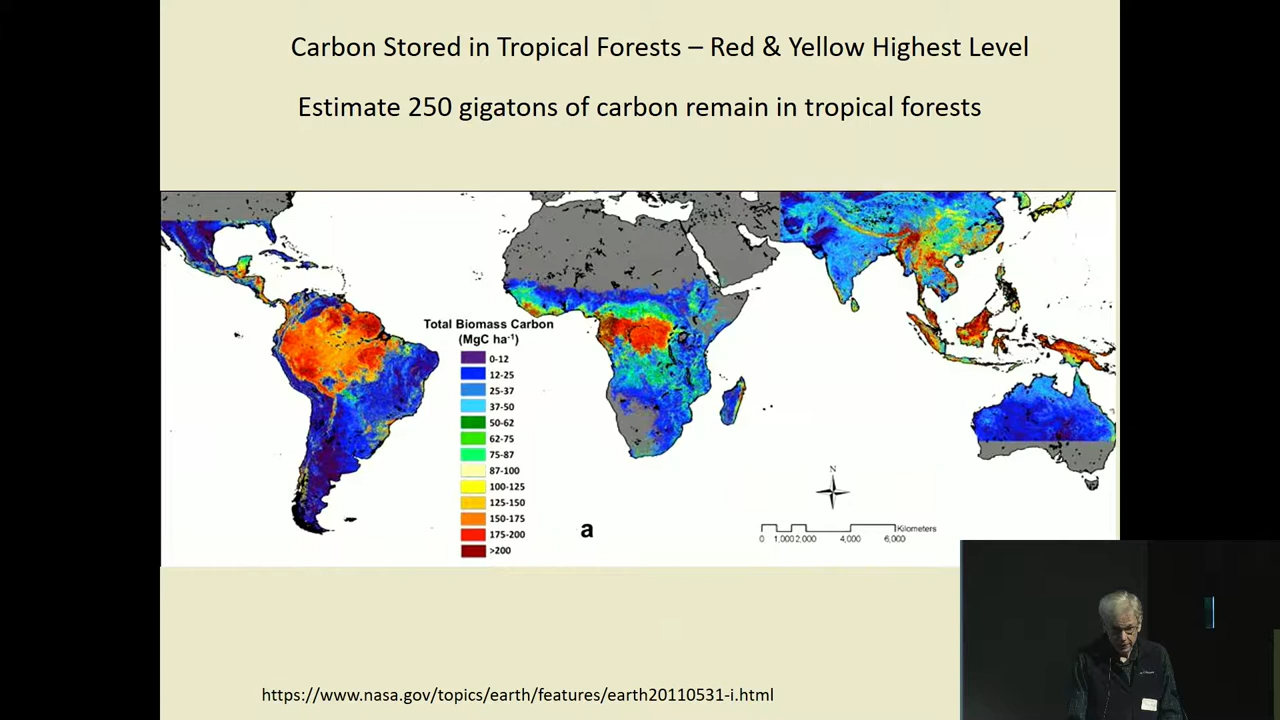 Carbon Stored in Tropical Forests – Red & Yellow Highest Level
Estimate 250 gigatons of carbon remain in tropical forests
Total Biomass Carbon
(MgC ha⁻¹)
0-12
12-25
25-37
37-50
50-62
62-75
75-87
87-100
100-125
125-150
150-175
175-200
>200
a
N
Kilometers
0 1,000 2,000 4,000 6,000
https://www.nasa.gov/topics/earth/features/earth20110531-i.html